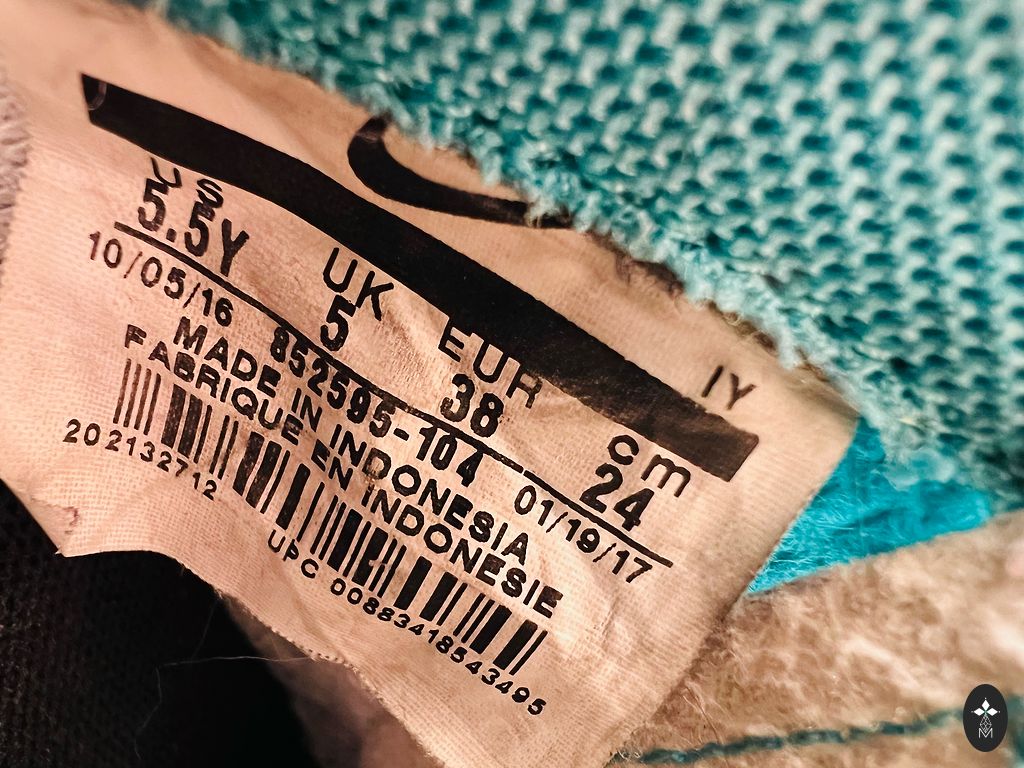 IY
US UK EUR cm
5.5Y 5 38 24
10/05/16 852595-104 01/19/17
MADE IN INDONESIA
FABRIQUE EN INDONESIE
20 202132712
UPC 00883418543495
M